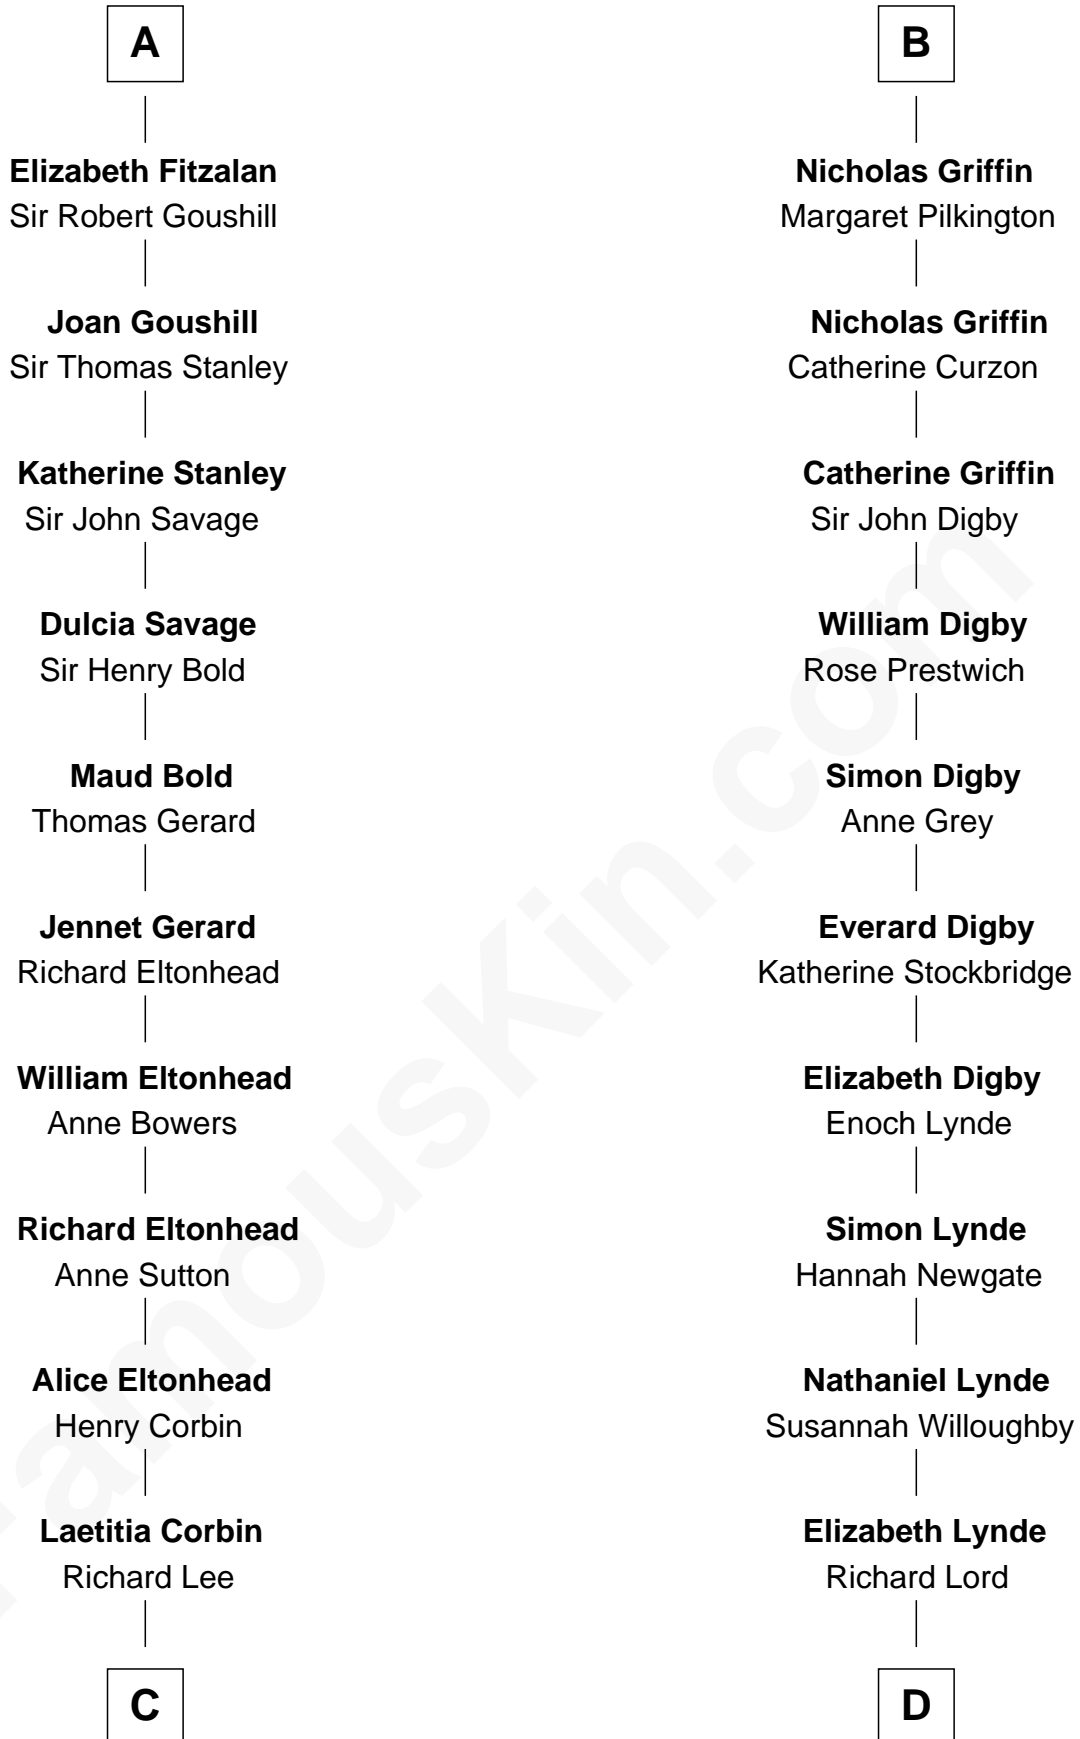 A
Elizabeth Fitzalan
Sir Robert Goushill
Joan Goushill
Sir Thomas Stanley
Katherine Stanley
Sir John Savage
Dulcia Savage
Sir Henry Bold
Maud Bold
Thomas Gerard
Jennet Gerard
Richard Eltonhead
William Eltonhead
Anne Bowers
Richard Eltonhead
Anne Sutton
Alice Eltonhead
Henry Corbin
Laetitia Corbin
Richard Lee
C
B
Nicholas Griffin
Margaret Pilkington
Nicholas Griffin
Catherine Curzon
Catherine Griffin
Sir John Digby
William Digby
Rose Prestwich
Simon Digby
Anne Grey
Everard Digby
Katherine Stockbridge
Elizabeth Digby
Enoch Lynde
Simon Lynde
Hannah Newgate
Nathaniel Lynde
Susannah Willoughby
Elizabeth Lynde
Richard Lord
D
FamousKin.com